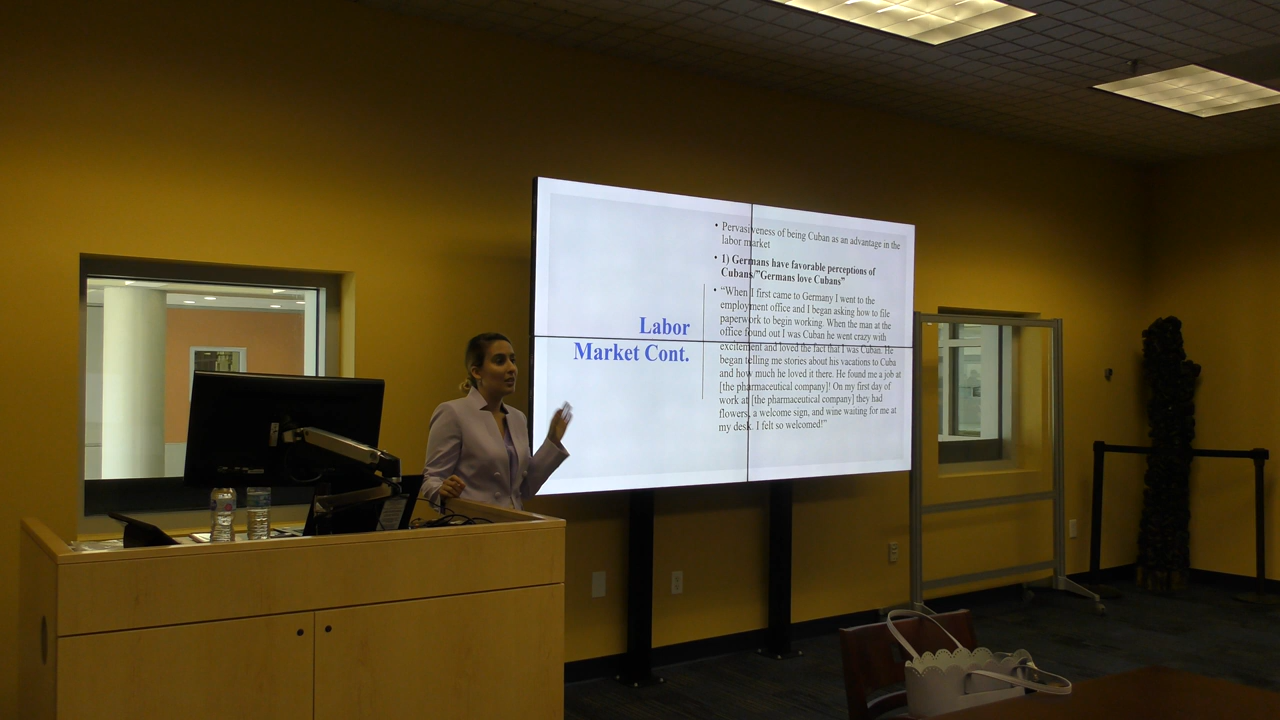 Labor
Market Cont.
• Pervasiveness of being Cuban as an advantage in the
labor market
• 1) Germans have favorable perceptions of
Cubans/"Germans love Cubans"
• “When I first came to Germany I went to the
employment office and I began asking how to file
paperwork to begin working. When the man at the
office found out I was Cuban he went crazy with
excitement and loved the fact that I was Cuban. He
began telling me stories about his vacations to Cuba
and how much he loved it there. He found me a job at
[the pharmaceutical company]! On my first day of
work at [the pharmaceutical company] they had
flowers, a welcome sign, and wine waiting for me at
my desk. I felt so welcomed!”